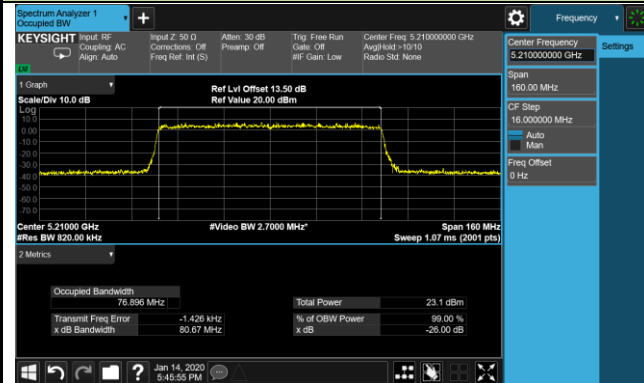 Spectrum Analyzer 1
Occupied BW
Frequency
KEYSIGHT
Input: RF
Coupling: AC
Align: Auto
Input Z: 50 Ω
Corrections: Off
Freq Ref: Int (S)
Atten: 30 dB
Preamp: Off
Trig: Free Run
Gate: Off
#IF Gain: Low
Center Freq: 5.210000000 GHz
Avg|Hold:>10/10
Radio Std: None
Center Frequency
5.210000000 GHz
Settings
Span
160.00 MHz
CF Step
16.000000 MHz
Auto
Man
Freq Offset
0 Hz
1 Graph
Scale/Div 10.0 dB
Ref Lvl Offset 13.50 dB
Ref Value 20.00 dBm
Log
10.0
0.00
-10.0
-20.0
-30.0
-40.0
-50.0
-60.0
-70.0
Center 5.21000 GHz
#Video BW 2.7000 MHz*
Span 160 MHz
#Res BW 820.00 kHz
Sweep 1.07 ms (2001 pts)
2 Metrics
Occupied Bandwidth
76.896 MHz
Total Power 23.1 dBm
Transmit Freq Error -1.426 kHz
% of OBW Power 99.00 %
x dB Bandwidth 80.67 MHz
x dB -26.00 dB
Jan 14, 2020
5:45:55 PM